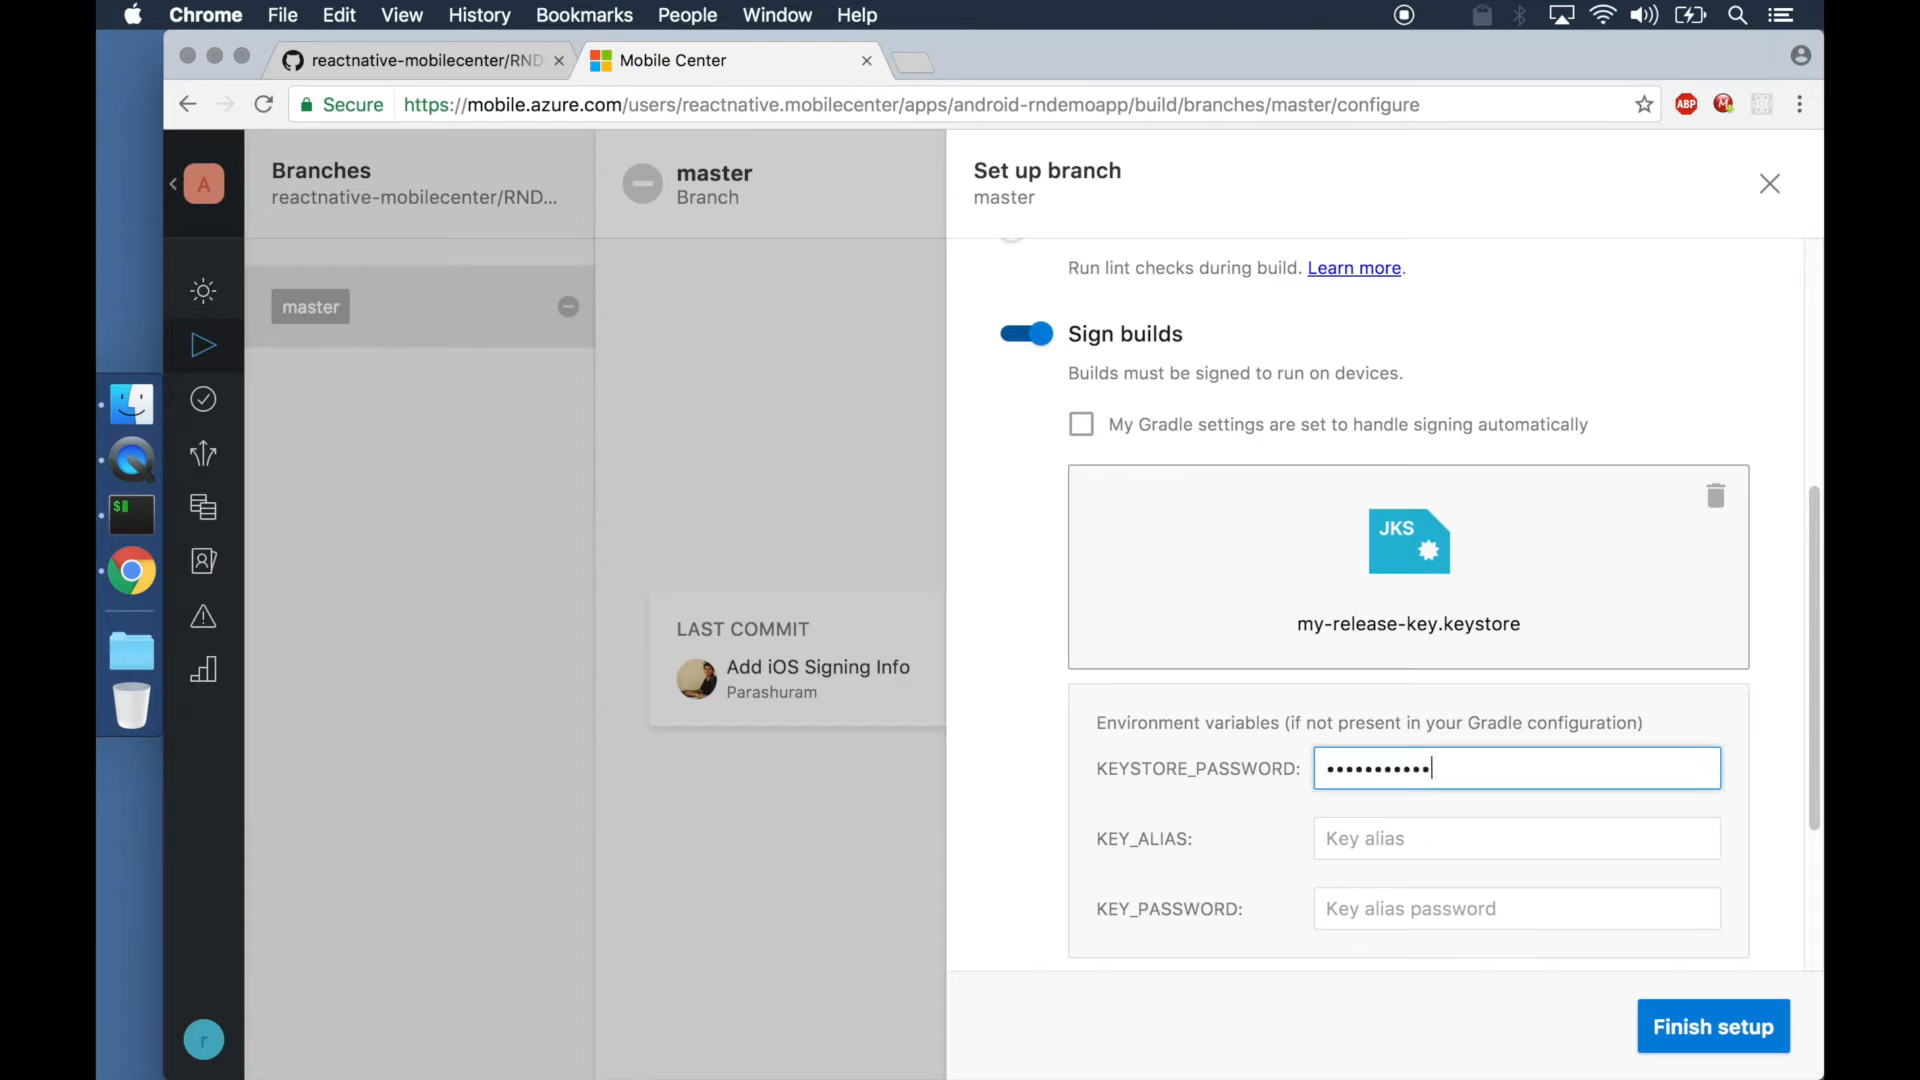 Chrome File Edit View History Bookmarks People Window Help
reactnative-mobilecenter/RND
Mobile Center
Secure https://mobile.azure.com/users/reactnative.mobilecenter/apps/android-rndemoapp/build/branches/master/configure
ABP
M
A
Branches
reactnative-mobilecenter/RND...
master
Branch
Set up branch
master
master
Run lint checks during build. Learn more.
Sign builds
Builds must be signed to run on devices.
My Gradle settings are set to handle signing automatically
JKS
my-release-key.keystore
$
LAST COMMIT
Add iOS Signing Info
Parashuram
Environment variables (if not present in your Gradle configuration)
KEYSTORE_PASSWORD: •••••••••••
KEY_ALIAS: Key alias
KEY_PASSWORD: Key alias password
r
Finish setup